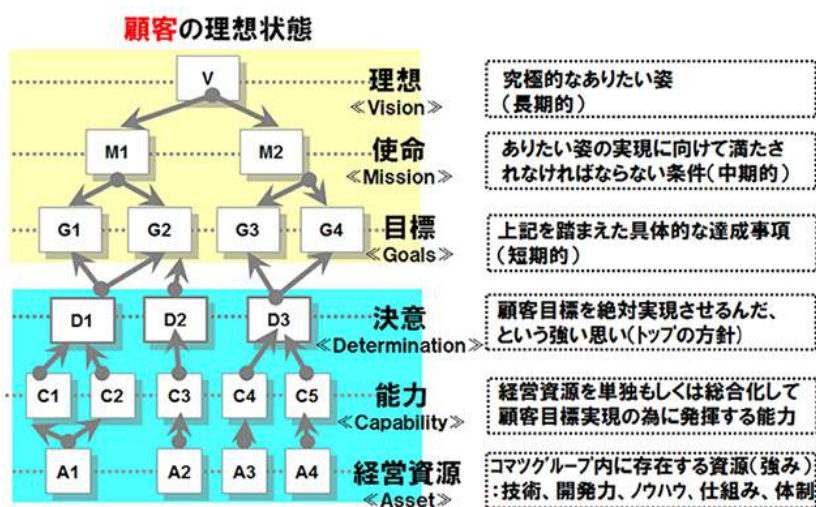 顧客の理想状態
V
理想
≪Vision≫
究極的なありたい姿
(長期的)
M1
M2
使命
≪Mission≫
ありたい姿の実現に向けて満たさ
れなければならない条件(中期的)
G1
G2
G3
G4
目標
≪Goals≫
上記を踏まえた具体的な達成事項
(短期的)
D1
D2
D3
決意
≪Determination≫
顧客目標を絶対実現させるんだ、
という強い思い(トップの方針)
C1
C2
C3
C4
C5
能力
≪Capability≫
経営資源を単独もしくは総合化して
顧客目標実現の為に発揮する能力
A1
A2
A3
A4
経営資源
≪Asset≫
コマツグループ内に存在する資源(強み)
:技術、開発力、ノウハウ、仕組み、体制